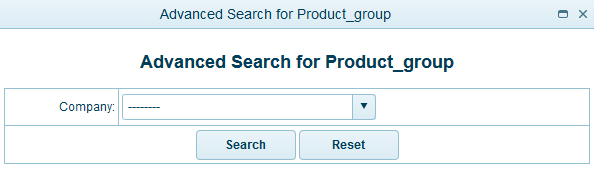 Advanced Search for Product_group
Advanced Search for Product_group
Company: --------
Search Reset